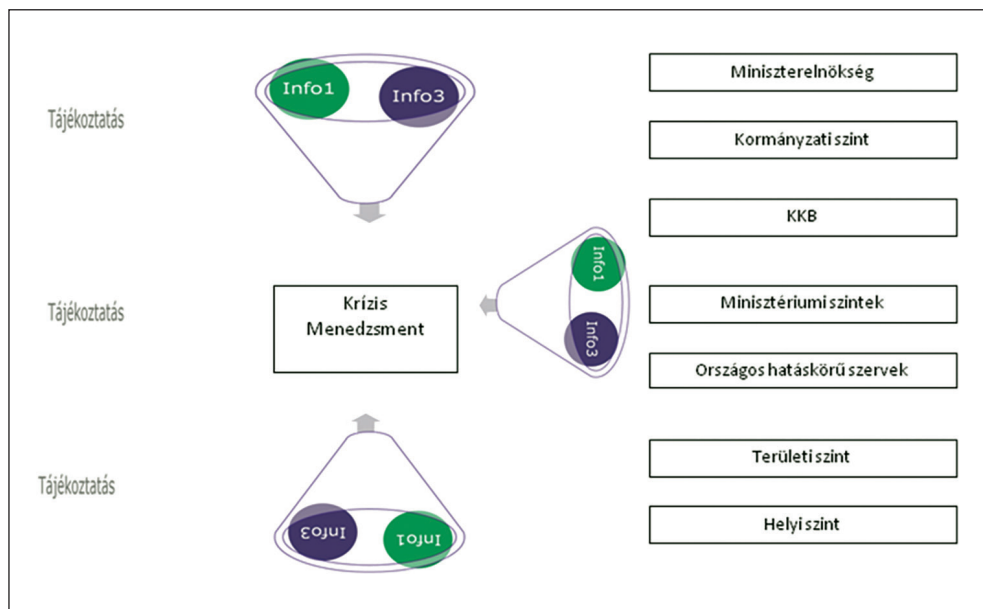 Info1
Info3
Miniszterelnökség
Tájékoztatás
Kormányzati szint
KKB
Info1
Krízis
Menedzsment
Tájékoztatás
Minisztériumi szintek
Info3
Országos hatáskörű szervek
Területi szint
Tájékoztatás
Info3
Info1
Helyi szint